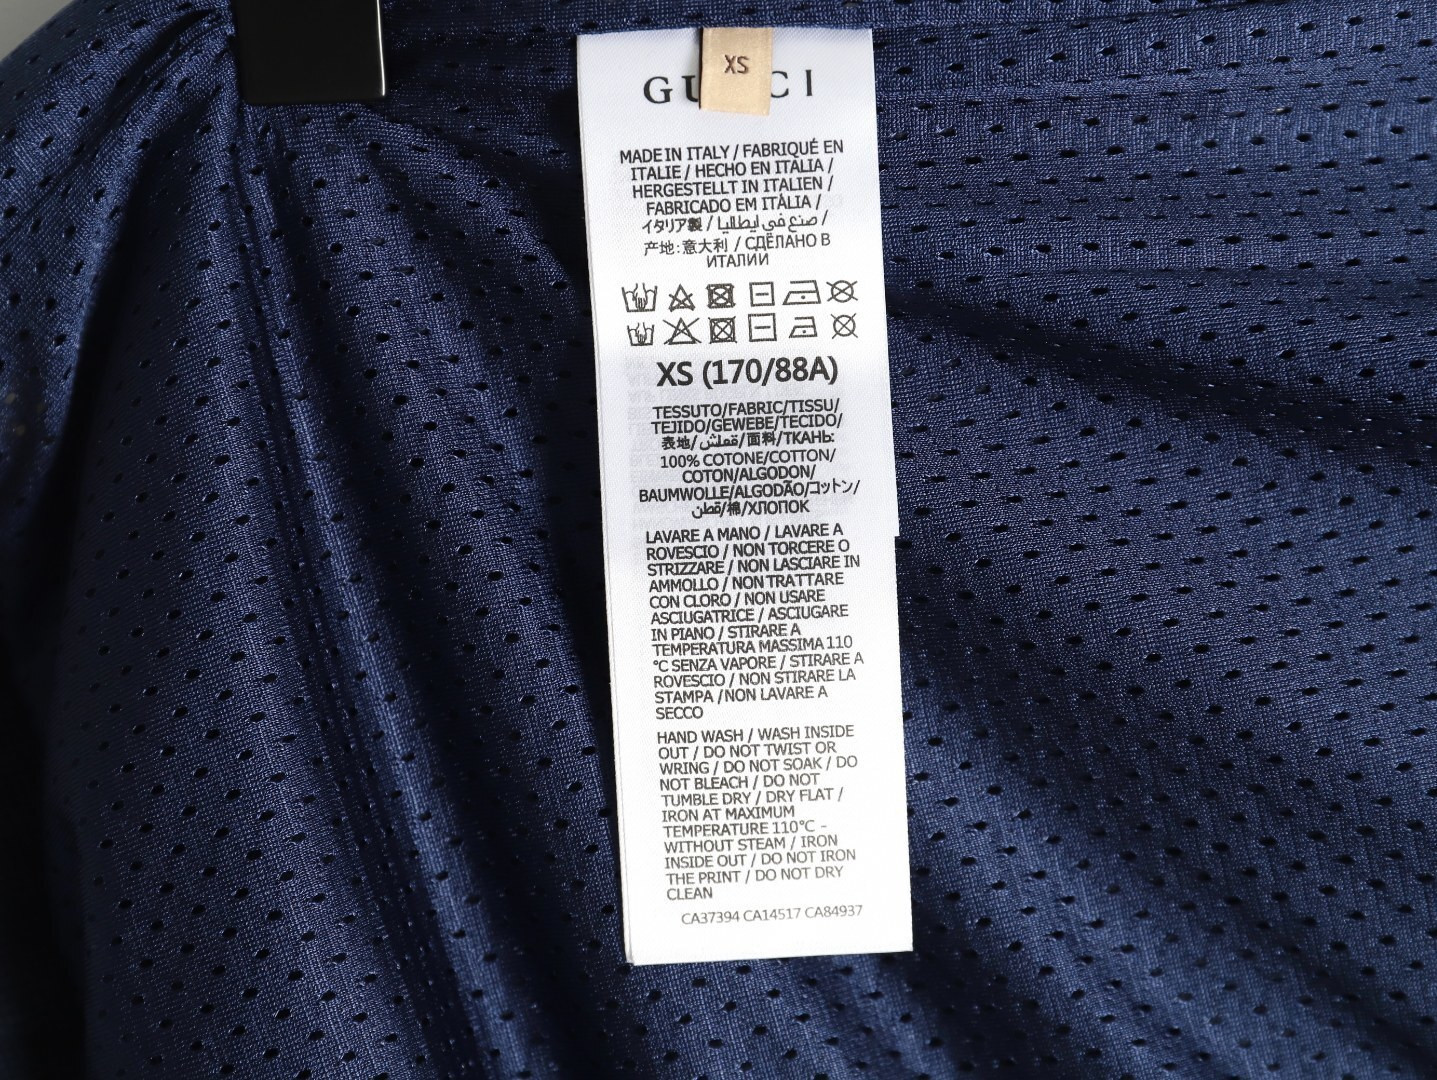 XS
GUCCI
MADE IN ITALY / FABRIQUÉ EN
ITALIE / HECHO EN ITALIA /
HERGESTELLT IN ITALIEN /
FABRICADO EM ITÁLIA /
イタリア製 / صنع في إيطاليا /
产地:意大利 / СДЕЛАНО В
ИТАЛИИ
XS (170/88A)
TESSUTO/FABRIC/TISSU/
TEJIDO/GEWEBE/TECIDO/
表地/قماش/面料/ТКАНЬ:
100% COTONE/COTTON/
COTON/ALGODON/
BAUMWOLLE/ALGODÃO/コットン/
قطن/棉/ХЛОПОК
LAVARE A MANO / LAVARE A
ROVESCIO / NON TORCERE O
STRIZZARE / NON LASCIARE IN
AMMOLLO / NON TRATTARE
CON CLORO / NON USARE
ASCIUGATRICE / ASCIUGARE
IN PIANO / STIRARE A
TEMPERATURA MASSIMA 110
°C SENZA VAPORE / STIRARE A
ROVESCIO / NON STIRARE LA
STAMPA /NON LAVARE A
SECCO
HAND WASH / WASH INSIDE
OUT / DO NOT TWIST OR
WRING / DO NOT SOAK / DO
NOT BLEACH / DO NOT
TUMBLE DRY / DRY FLAT /
IRON AT MAXIMUM
TEMPERATURE 110°C –
WITHOUT STEAM / IRON
INSIDE OUT / DO NOT IRON
THE PRINT / DO NOT DRY
CLEAN
CA37394 CA14517 CA84937